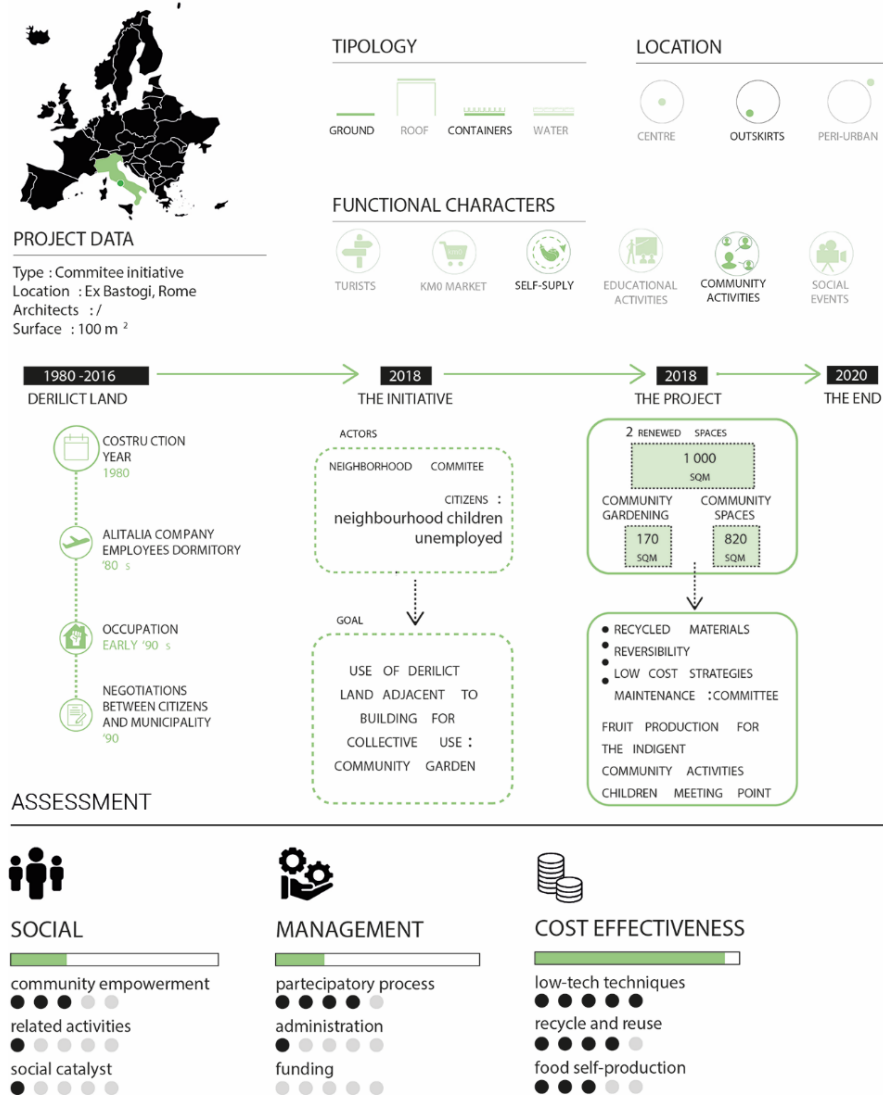 TIPOLOGY
GROUND
ROOF
CONTAINERS
WATER
LOCATION
CENTRE
OUTSKIRTS
PERI-URBAN
FUNCTIONAL CHARACTERS
TURISTS
KM0 MARKET
SELF-SUPLY
EDUCATIONAL
ACTIVITIES
COMMUNITY
ACTIVITIES
SOCIAL
EVENTS
PROJECT DATA
Type : Commitee initiative
Location : Ex Bastogi, Rome
Architects : /
Surface : 100 m ²
1980 -2016
DERILICT LAND
2018
THE INITIATIVE
2018
THE PROJECT
2020
THE END
COSTRUCTION
YEAR
1980
ALITALIA COMPANY
EMPLOYEES DORMITORY
'80 s
OCCUPATION
EARLY '90 s
NEGOTIATIONS
BETWEEN CITIZENS
AND MUNICIPALITY
'90
ACTORS
NEIGHBORHOOD COMMITEE
CITIZENS :
neighbourhood children
unemployed
GOAL
USE OF DERILICT
LAND ADJACENT TO
BUILDING FOR
COLLECTIVE USE :
COMMUNITY GARDEN
2 RENEWED SPACES
1 000
SQM
COMMUNITY
GARDENING
170
SQM
COMMUNITY
SPACES
820
SQM
• RECYCLED MATERIALS
• REVERSIBILITY
• LOW COST STRATEGIES
• MAINTENANCE : COMMITTEE
FRUIT PRODUCTION FOR
THE INDIGENT
COMMUNITY ACTIVITIES
CHILDREN MEETING POINT
ASSESSMENT
SOCIAL
community empowerment
related activities
social catalyst
MANAGEMENT
partecipatory process
administration
funding
COST EFFECTIVENESS
low-tech techniques
recycle and reuse
food self-production